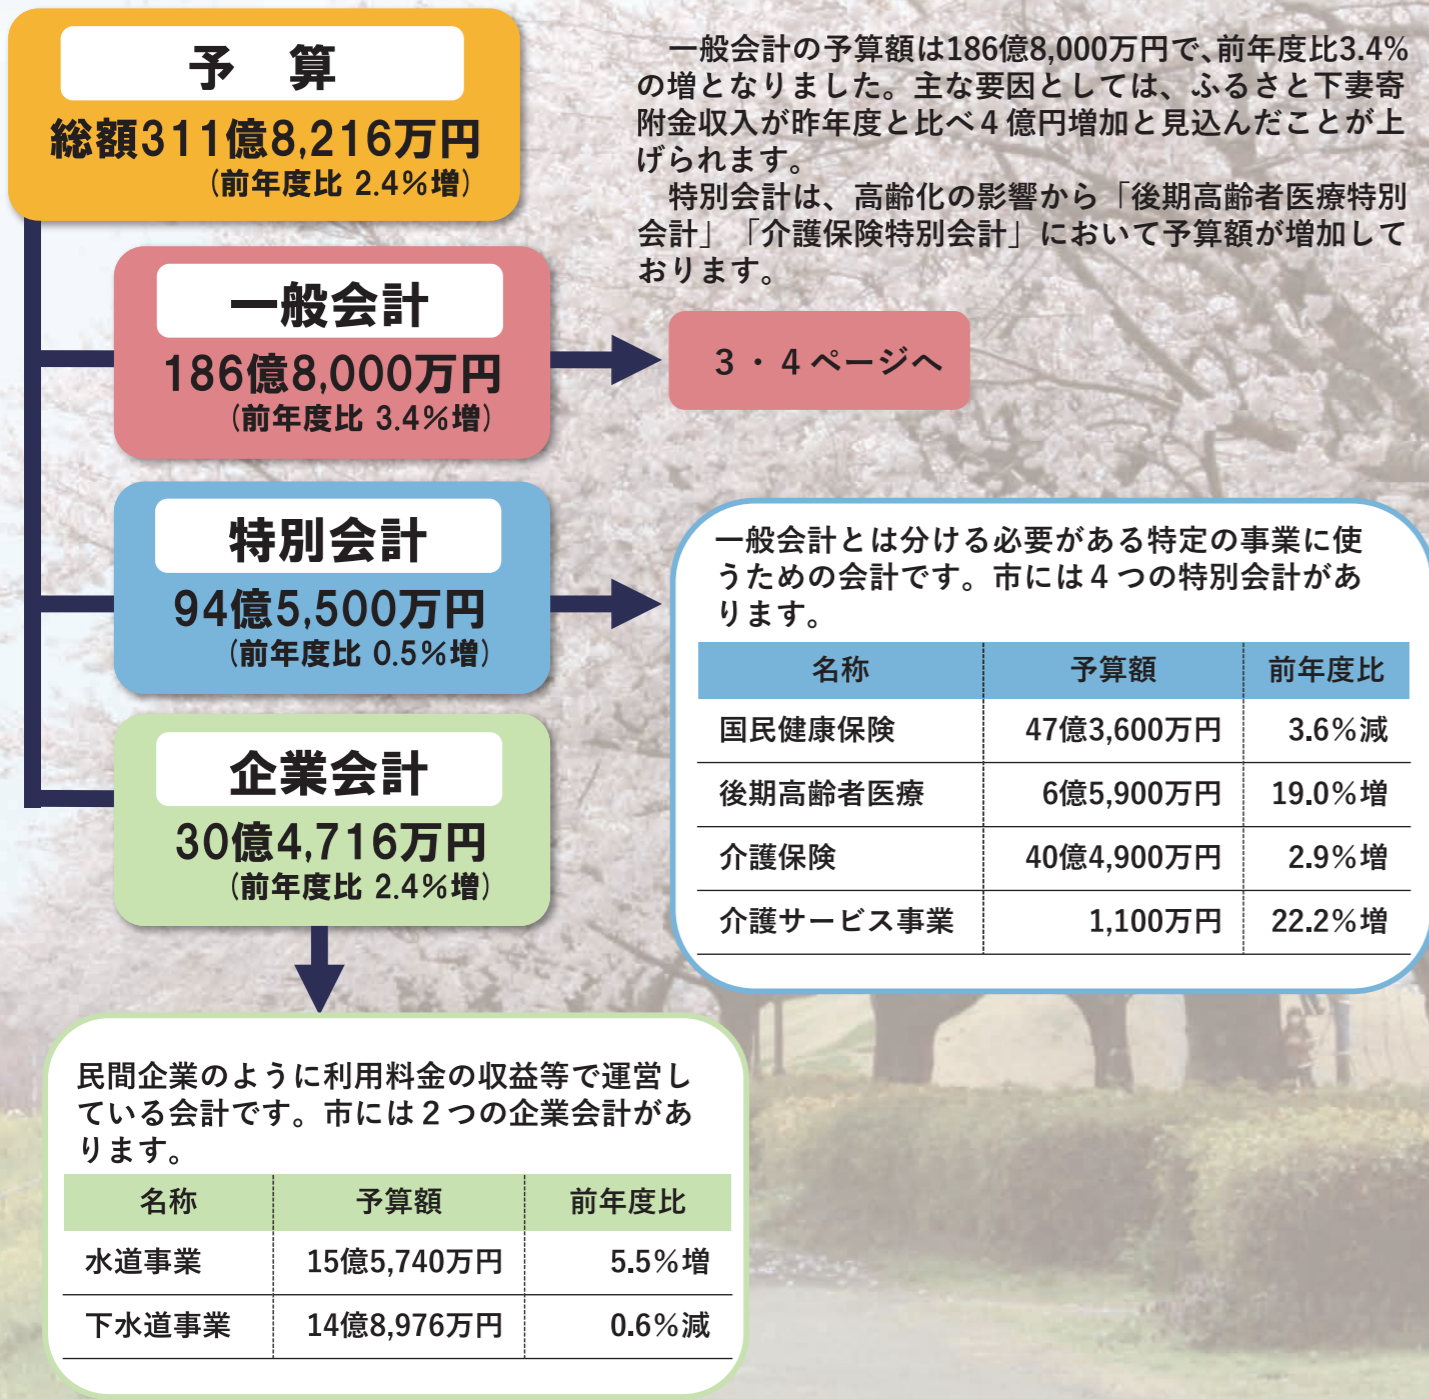 予　算
総額311億8,216万円
(前年度比 2.4%増)
　一般会計の予算額は186億8,000万円で、前年度比3.4%
の増となりました。主な要因としては、ふるさと下妻寄
附金収入が昨年度と比べ４億円増加と見込んだことが上
げられます。
　特別会計は、高齢化の影響から「後期高齢者医療特別
会計」「介護保険特別会計」において予算額が増加して
おります。
一般会計
186億8,000万円
(前年度比 3.4%増)
３・４ページへ
特別会計
94億5,500万円
(前年度比 0.5%増)
一般会計とは分ける必要がある特定の事業に使
うための会計です。市には４つの特別会計があ
ります。
名称 予算額 前年度比
国民健康保険 47億3,600万円 3.6%減
後期高齢者医療 6億5,900万円 19.0%増
介護保険 40億4,900万円 2.9%増
介護サービス事業 1,100万円 22.2%増
企業会計
30億4,716万円
(前年度比 2.4%増)
民間企業のように利用料金の収益等で運営し
ている会計です。市には２つの企業会計があ
ります。
名称 予算額 前年度比
水道事業 15億5,740万円 5.5%増
下水道事業 14億8,976万円 0.6%減